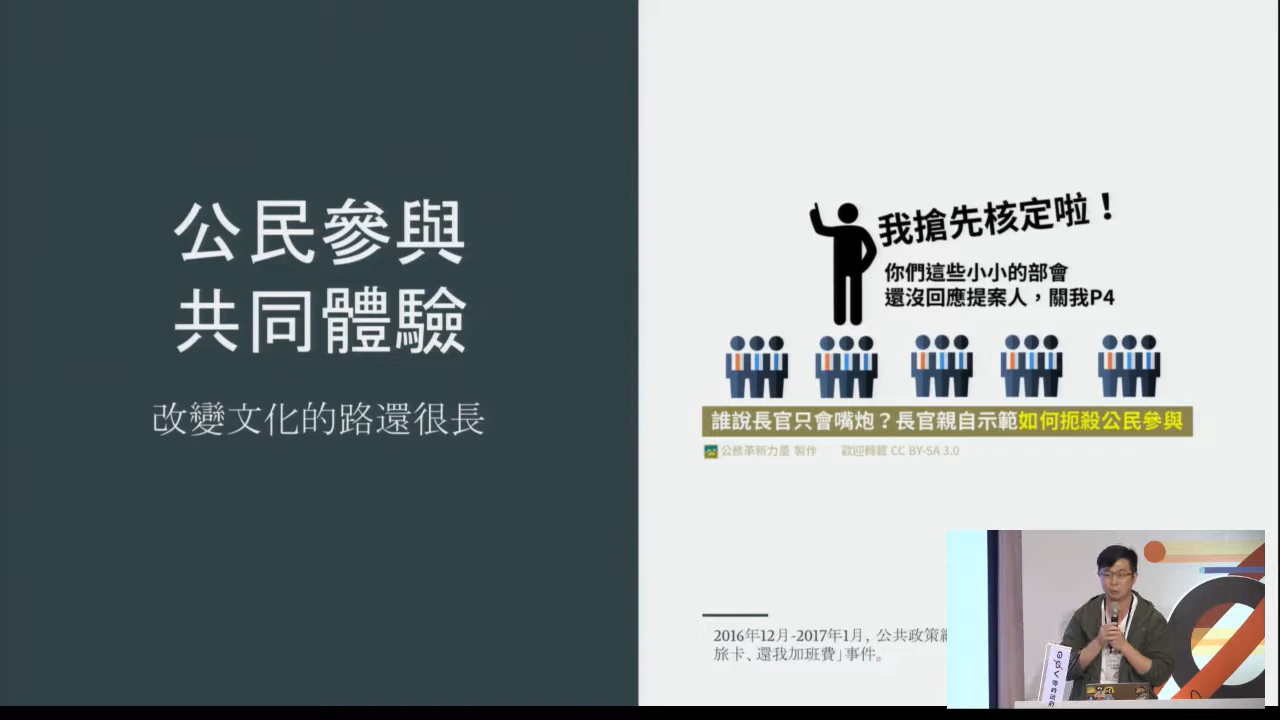 公民參與
共同體驗
改變文化的路還很長
我搶先核定啦！
你們這些小小的部會
還沒回應提案人，關我P4
誰說長官只會嘴炮？長官親自示範如何扼殺公民參與
公務革新力量 製作 歡迎轉載 CC BY-SA 3.0
2016年12月-2017年1月，公共政策
旅卡、還我加班費」事件。
g0v
零時政府